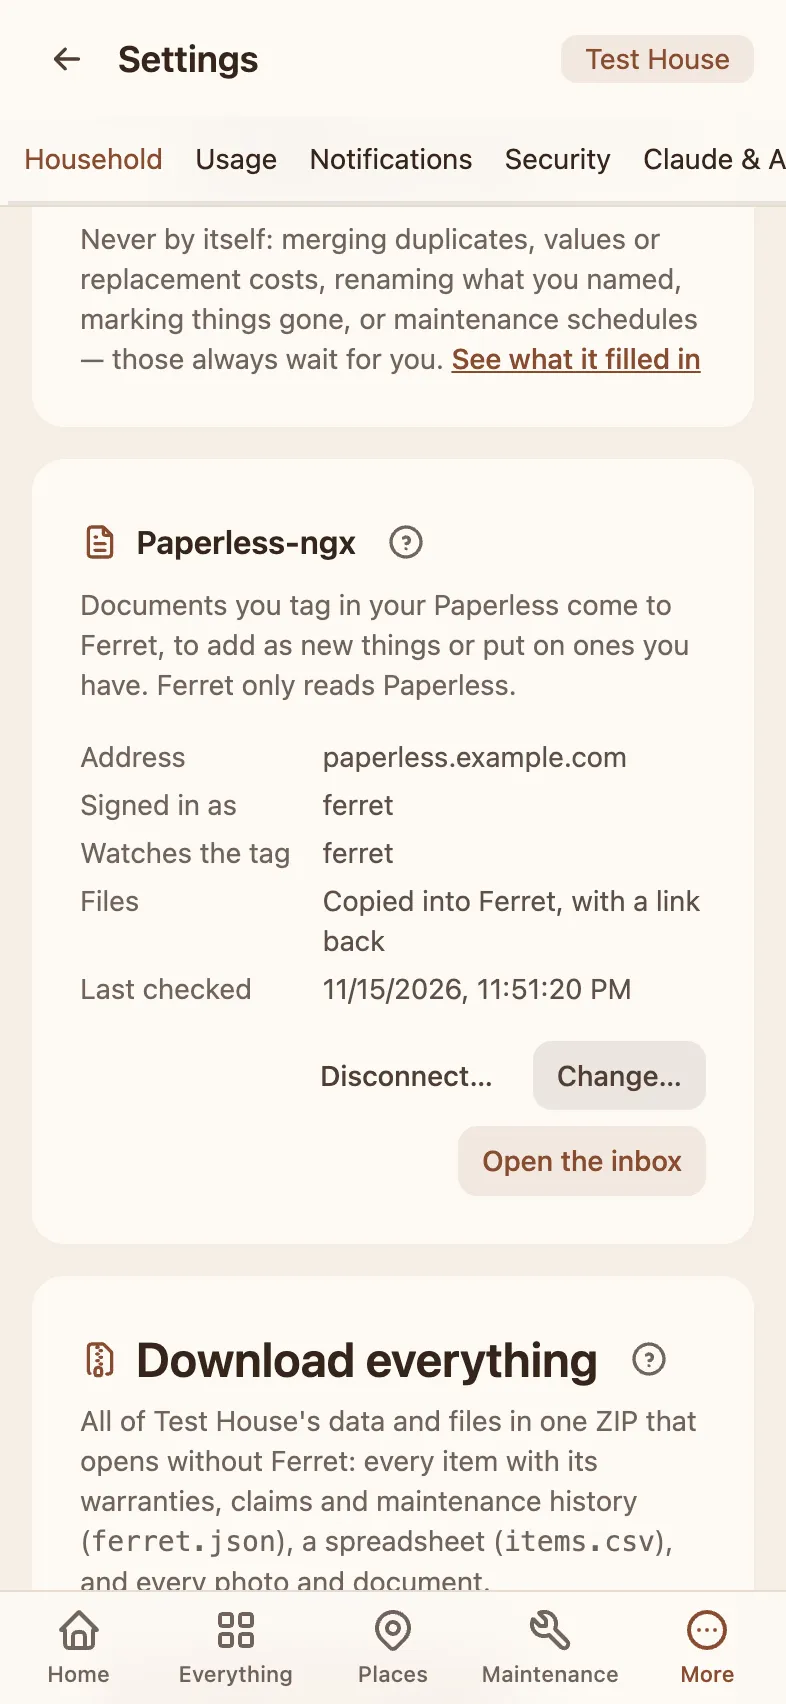 Settings
Test House
Household Usage Notifications Security Claude & A
Never by itself: merging duplicates, values or
replacement costs, renaming what you named,
marking things gone, or maintenance schedules
— those always wait for you. See what it filled in
Paperless-ngx
Documents you tag in your Paperless come to
Ferret, to add as new things or put on ones you
have. Ferret only reads Paperless.
Address paperless.example.com
Signed in as ferret
Watches the tag ferret
Files Copied into Ferret, with a link
back
Last checked 11/15/2026, 11:51:20 PM
Disconnect... Change...
Open the inbox
Download everything
All of Test House's data and files in one ZIP that
opens without Ferret: every item with its
warranties, claims and maintenance history
(ferret.json), a spreadsheet (items.csv),
and every photo and document.
Home Everything Places Maintenance More